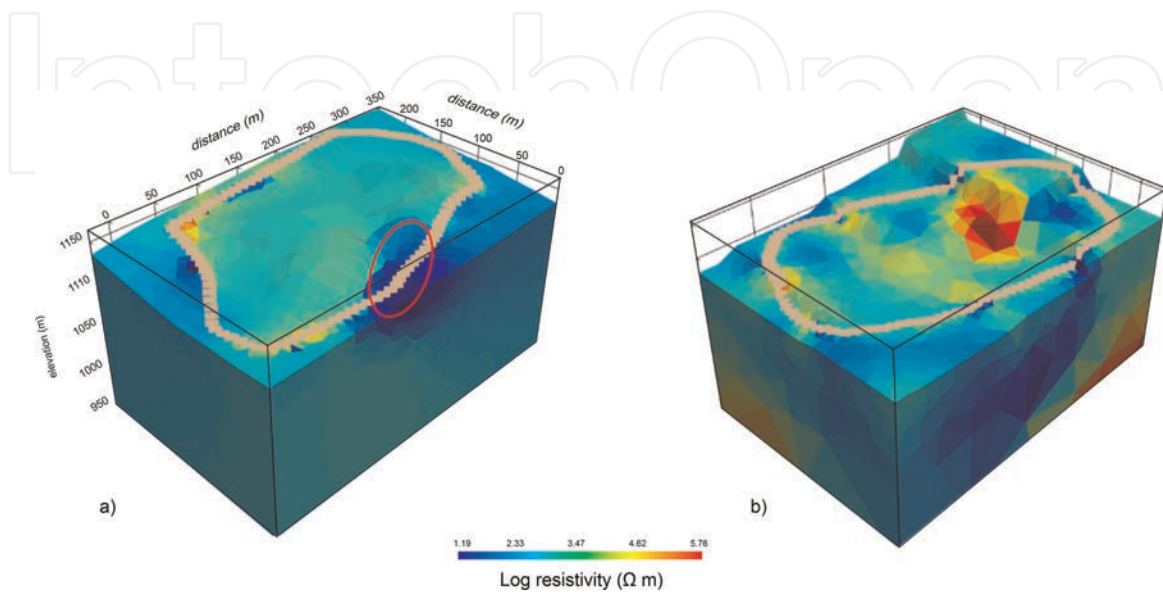 IntechOpen
distance (m)
0 50 100 150 200 250 300 350
distance (m)
200 150 100 50 0
1150
1110
1050
1000
950
elevation (m)
a)
b)
1.19 2.33 3.47 4.62 5.76
Log resistivity (Ω m)